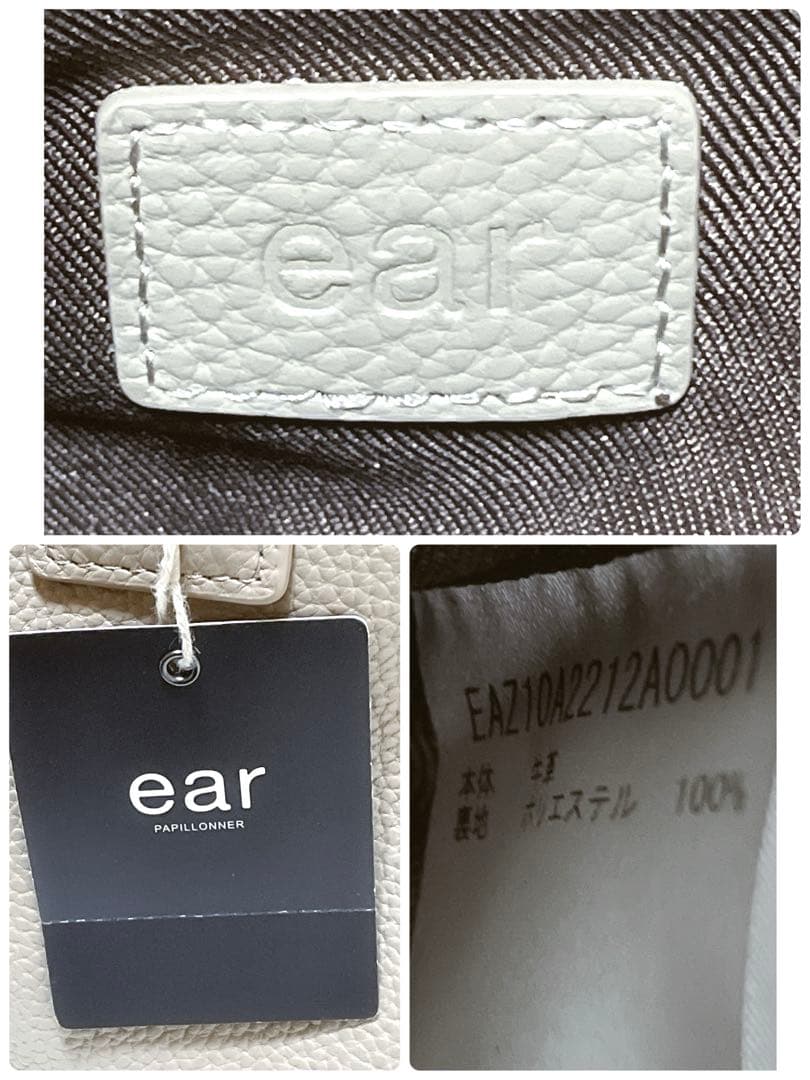 ear
ear
PAPILLONNER
EAZ10A2212A0001
本体 牛革
裏地 ポリエステル 100%